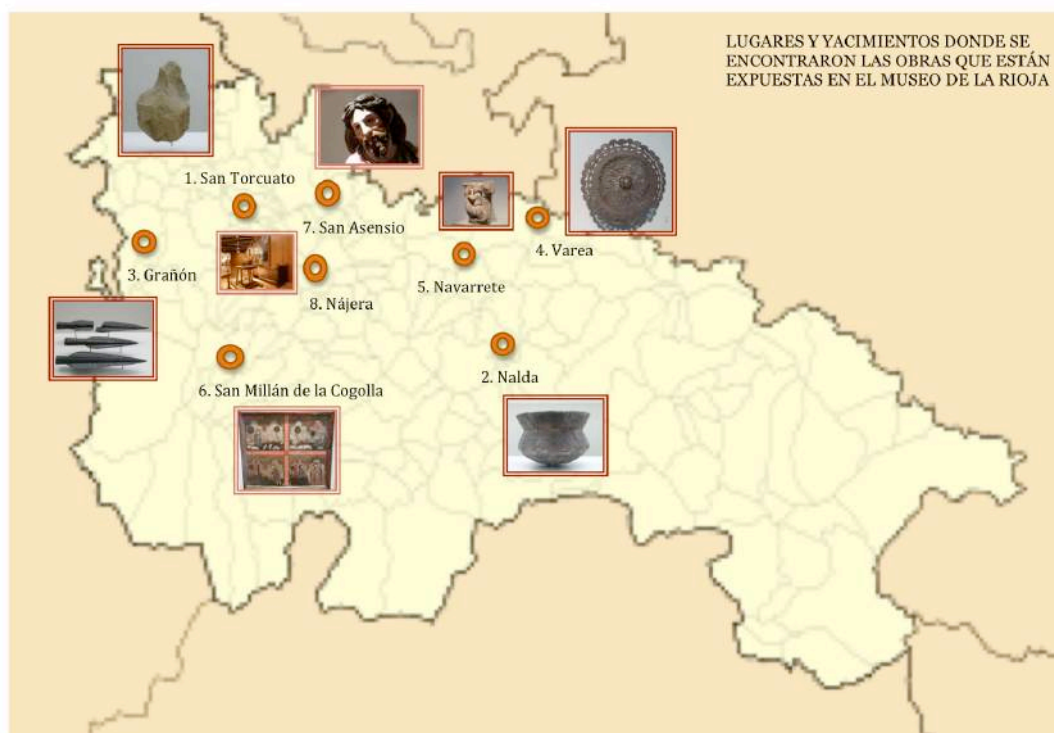 LUGARES Y YACIMIENTOS DONDE SE
ENCONTRARON LAS OBRAS QUE ESTÁN
EXPUESTAS EN EL MUSEO DE LA RIOJA
1. San Torcuato
7. San Asensio
4. Varea
3. Grañón
5. Navarrete
8. Nájera
2. Nalda
6. San Millán de la Cogolla